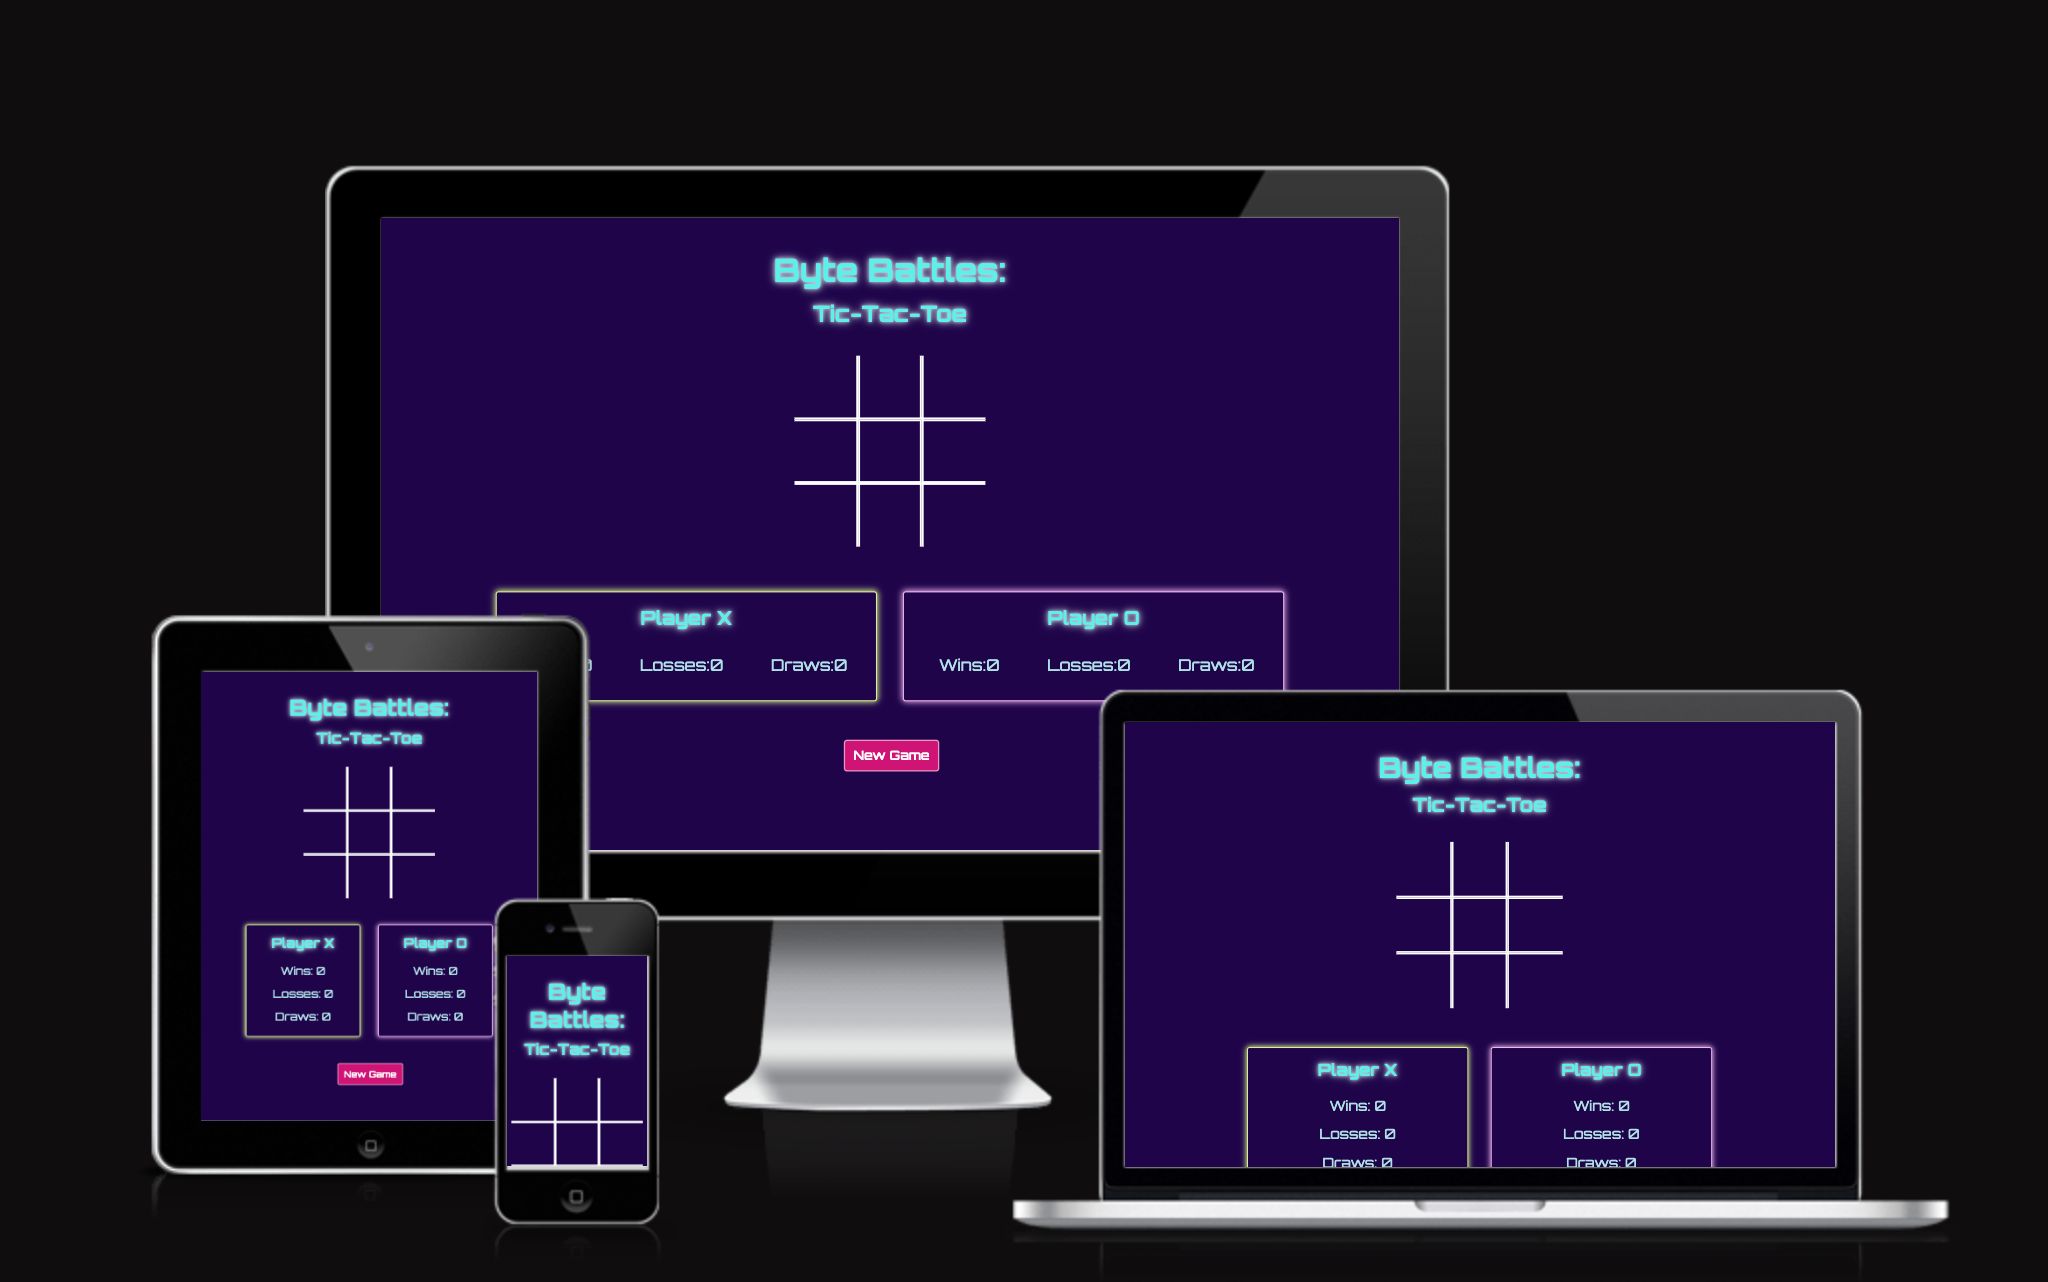 Byte Battles:
Tic-Tac-Toe
Player X
Losses:0 Draws:0
Player O
Wins:0 Losses:0 Draws:0
New Game
Byte Battles:
Tic-Tac-Toe
Player X
Wins: 0
Losses: 0
Draws: 0
Player O
Wins: 0
Losses: 0
Draws: 0
New Game
Byte
Battles:
Tic-Tac-Toe
Byte Battles:
Tic-Tac-Toe
Player X
Wins: 0
Losses: 0
Draws: 0
Player O
Wins: 0
Losses: 0
Draws: 0